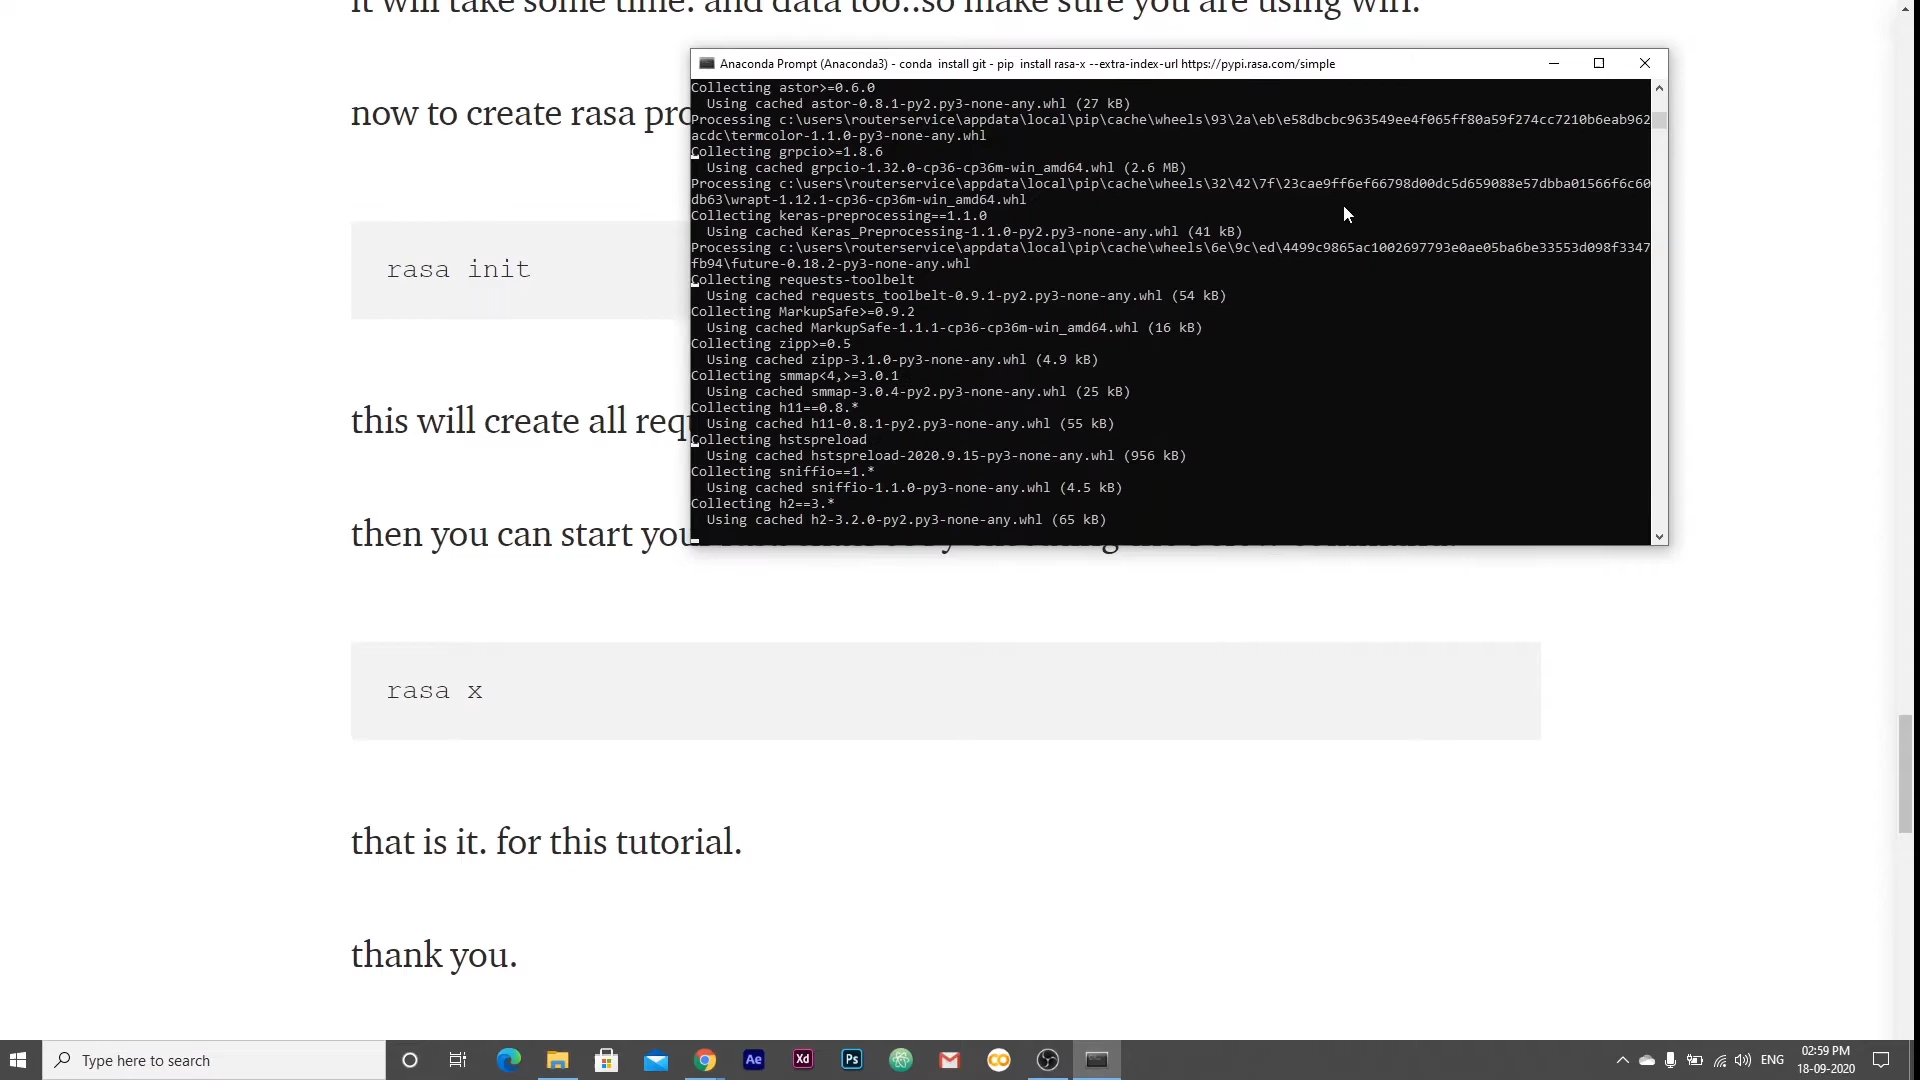 it will take some time. and data too..so make sure you are using wifi.
Anaconda Prompt (Anaconda3) - conda  install git - pip  install rasa-x --extra-index-url https://pypi.rasa.com/simple
now to create rasa pro
Collecting astor>=0.6.0
Using cached astor-0.8.1-py2.py3-none-any.whl (27 kB)
Processing c:\users\routerservice\appdata\local\pip\cache\wheels\93\2a\eb\e58dbcbc963549ee4f065ff80a59f274cc7210b6eab962
acdc\termcolor-1.1.0-py3-none-any.whl
Collecting grpcio>=1.8.6
Using cached grpcio-1.32.0-cp36-cp36m-win_amd64.whl (2.6 MB)
Processing c:\users\routerservice\appdata\local\pip\cache\wheels\32\42\7f\23cae9ff6ef66798d00dc5d659088e57dbba01566f6c60
db63\wrapt-1.12.1-cp36-cp36m-win_amd64.whl
Collecting keras-preprocessing==1.1.0
Using cached Keras_Preprocessing-1.1.0-py2.py3-none-any.whl (41 kB)
Processing c:\users\routerservice\appdata\local\pip\cache\wheels\6e\9c\ed\4499c9865ac1002697793e0ae05ba6be33553d098f3347
fb94\future-0.18.2-py3-none-any.whl
Collecting requests-toolbelt
Using cached requests_toolbelt-0.9.1-py2.py3-none-any.whl (54 kB)
Collecting MarkupSafe>=0.9.2
Using cached MarkupSafe-1.1.1-cp36-cp36m-win_amd64.whl (16 kB)
Collecting zipp>=0.5
Using cached zipp-3.1.0-py3-none-any.whl (4.9 kB)
Collecting smmap<4,>=3.0.1
Using cached smmap-3.0.4-py2.py3-none-any.whl (25 kB)
Collecting h11==0.8.*
Using cached h11-0.8.1-py2.py3-none-any.whl (55 kB)
Collecting hstspreload
Using cached hstspreload-2020.9.15-py3-none-any.whl (956 kB)
Collecting sniffio==1.*
Using cached sniffio-1.1.0-py3-none-any.whl (4.5 kB)
Collecting h2==3.*
Using cached h2-3.2.0-py2.py3-none-any.whl (65 kB)
rasa init
this will create all requ
then you can start you
rasa x
that is it. for this tutorial.
thank you.
Type here to search
Ae
Xd
Ps
ENG
02:59 PM
18-09-2020